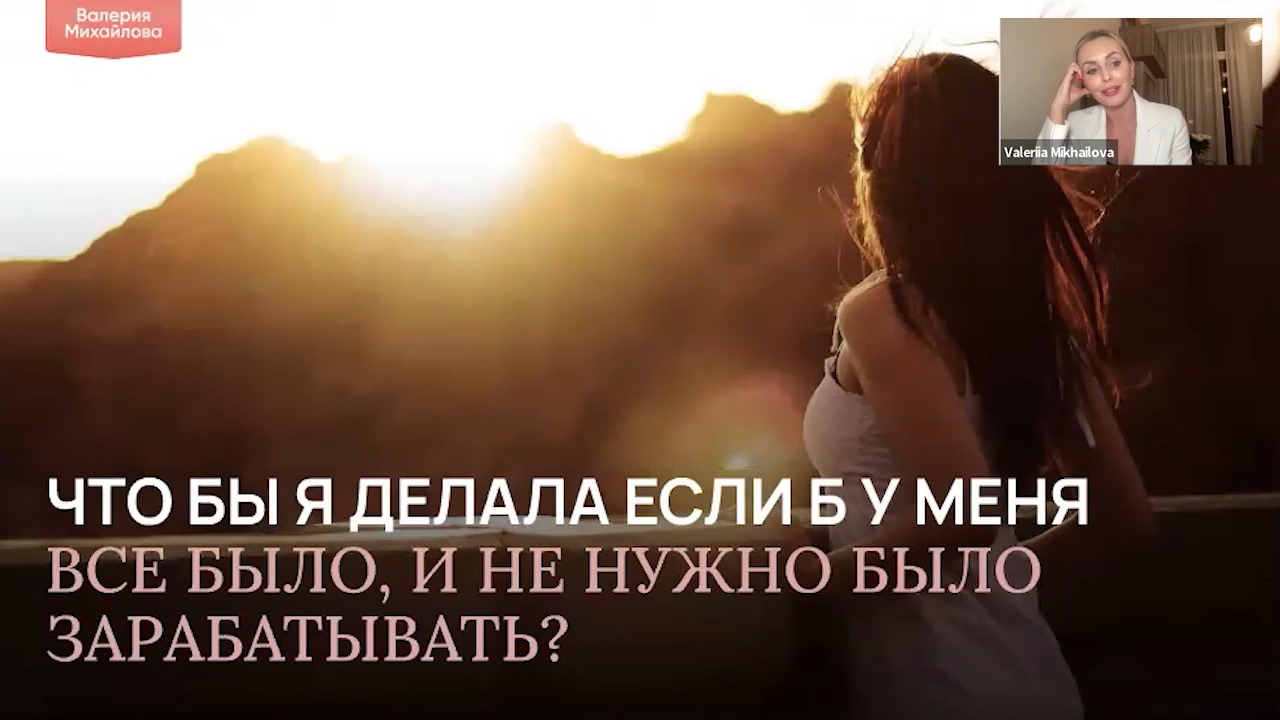 Валерия
Михайлова
Valeriia Mikhailova
ЧТО БЫ Я ДЕЛАЛА ЕСЛИ Б У МЕНЯ
ВСЕ БЫЛО, И НЕ НУЖНО БЫЛО
ЗАРАБАТЫВАТЬ?